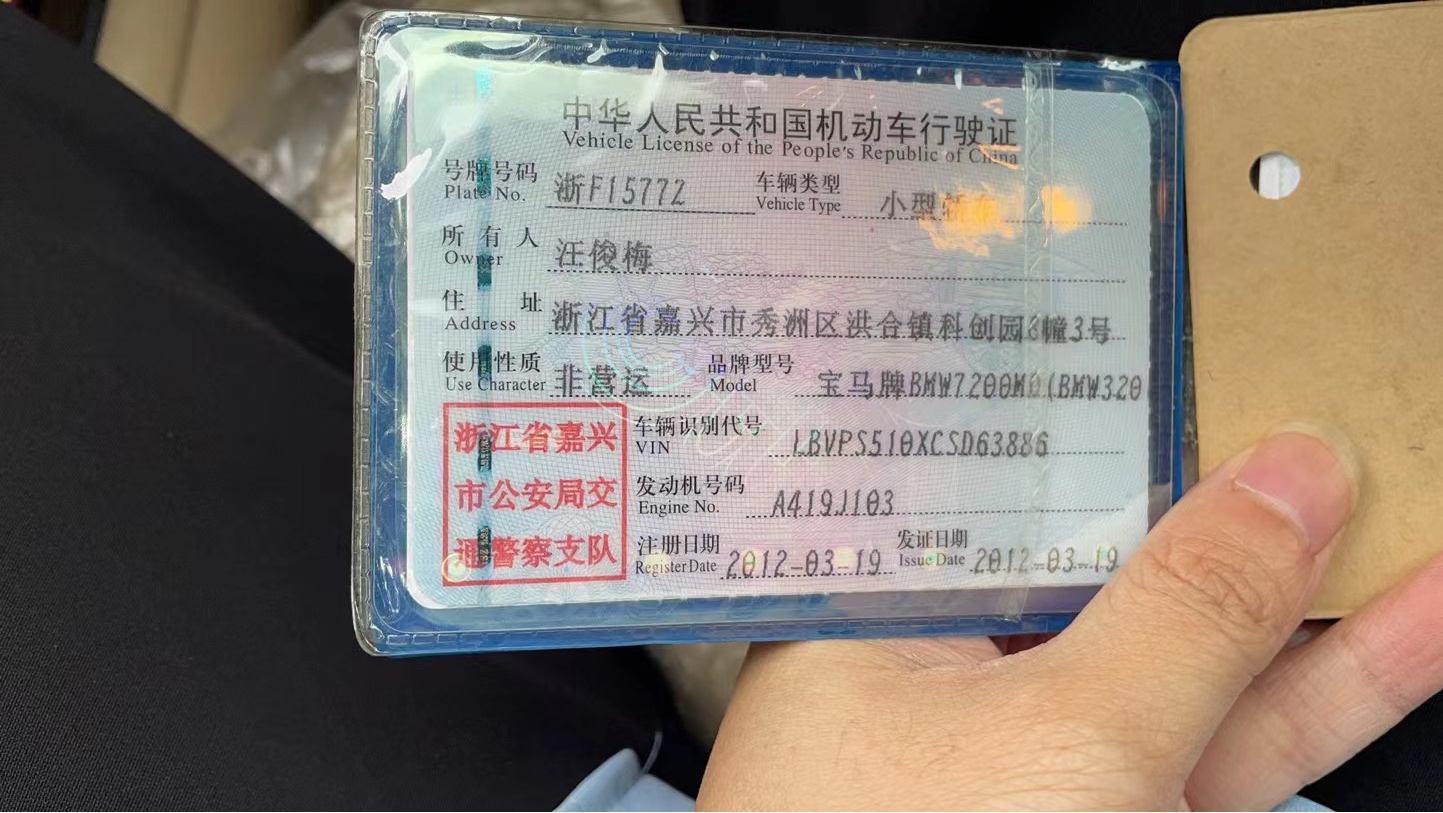 中华人民共和国机动车行驶证
Vehicle License of the People's Republic of China
号牌号码 浙F15772 车辆类型 小型轿车
Plate No. Vehicle Type
所有人 汪俊梅
Owner
住址 浙江省嘉兴市秀洲区洪合镇科创园6幢3号
Address
使用性质 非营运 品牌型号 宝马牌BMW7200MD(BMW320
Use Character Model
浙江省嘉兴
市公安局交
通警察支队
车辆识别代号 LBVPS510XCSD63886
VIN
发动机号码 A419J103
Engine No.
注册日期 2012-03-19 发证日期 2012-03-19
Register Date Issue Date